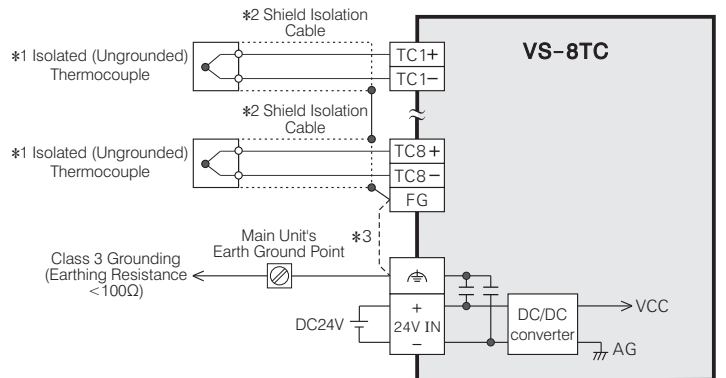 ✱2 Shield Isolation
Cable
VS-8TC
✱1 Isolated (Ungrounded)
Thermocouple
TC1+
TC1−
✱2 Shield Isolation
Cable
✱1 Isolated (Ungrounded)
Thermocouple
TC8+
TC8−
FG
✱3
Main Unit's
Earth Ground Point
Class 3 Grounding
(Earthing Resistance
<100Ω)
DC24V
+
24V IN
−
DC/DC
converter
VCC
AG